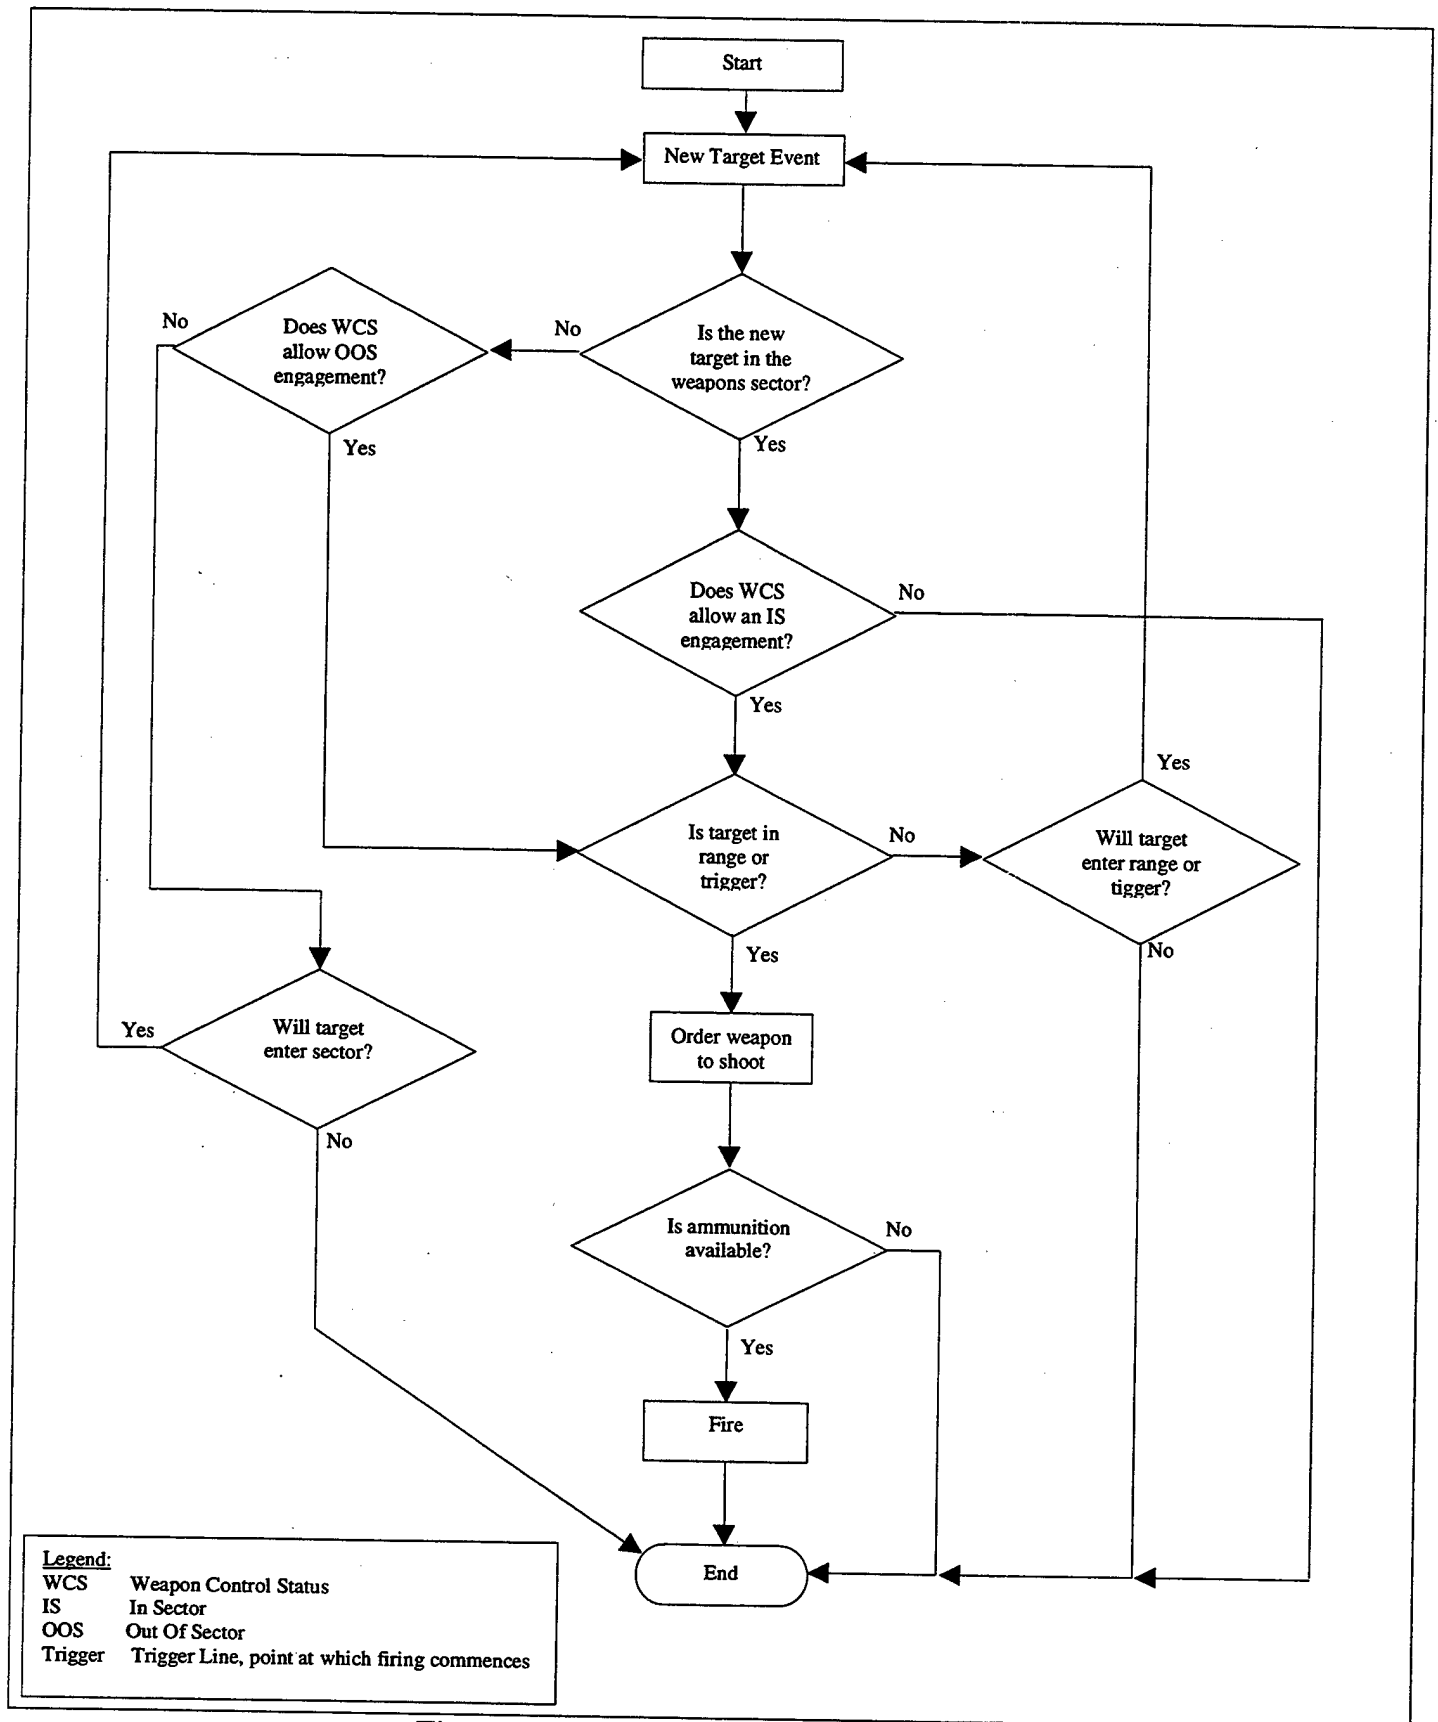 Start
New Target Event
No
Does WCS
allow OOS
engagement?
No
Is the new
target in the
weapons sector?
Yes
Yes
Does WCS
allow an IS
engagement?
No
Yes
Yes
Is target in
range or
trigger?
No
Will target
enter range or
tigger?
Yes
No
Yes
Will target
enter sector?
Order weapon
to shoot
No
Is ammunition
available?
No
Yes
Fire
End
Legend:
WCS Weapon Control Status
IS In Sector
OOS Out Of Sector
Trigger Trigger Line, point at which firing commences